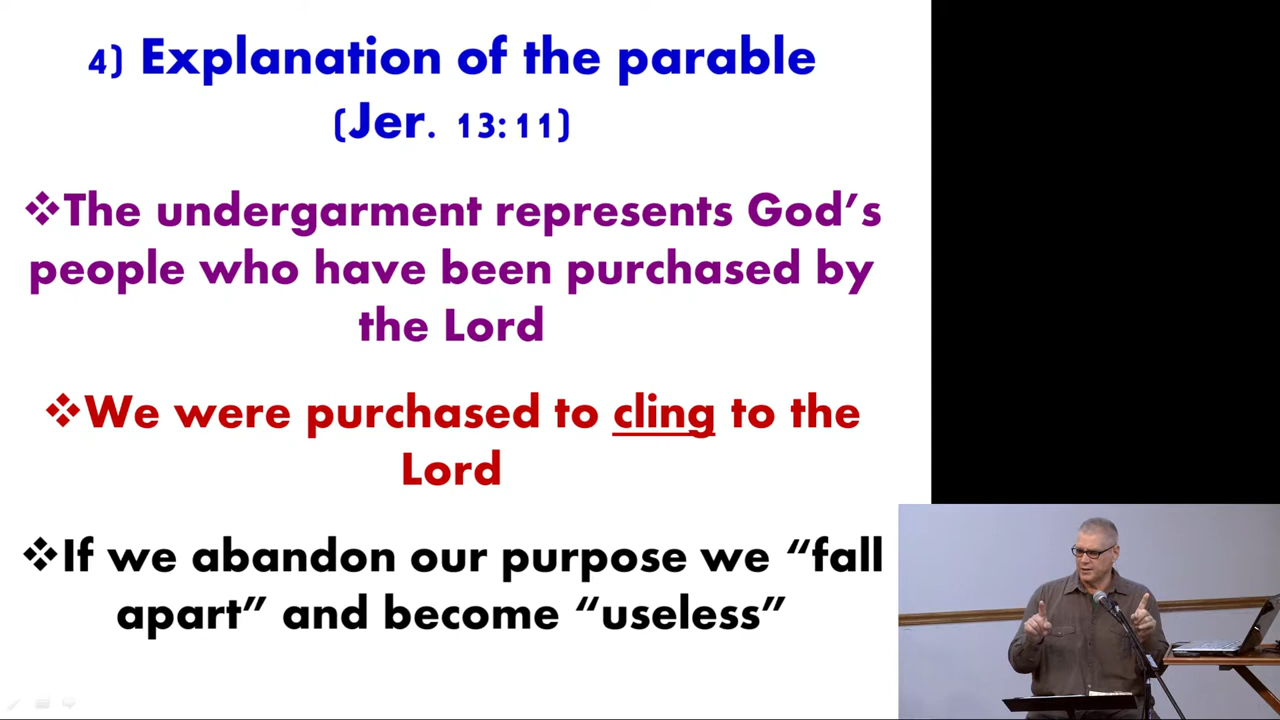 4) Explanation of the parable
(Jer. 13:11)
❖The undergarment represents God’s
people who have been purchased by
the Lord
❖We were purchased to cling to the
Lord
❖If we abandon our purpose we “fall
apart” and become “useless”